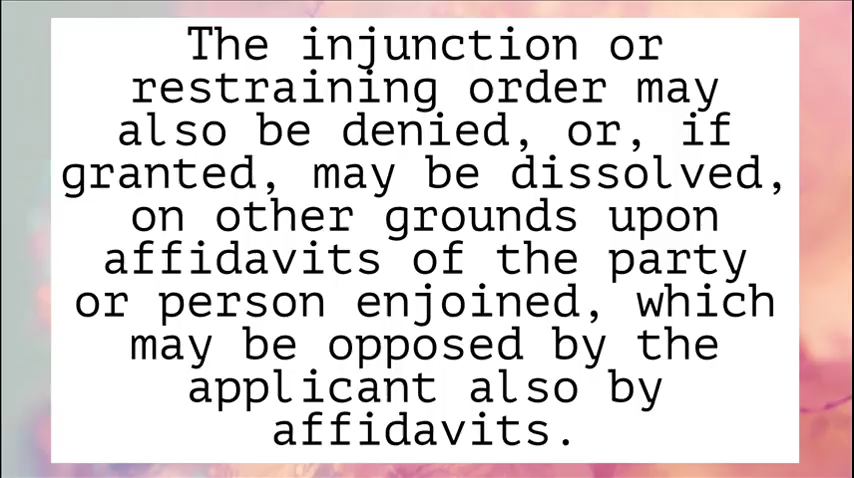 The injunction or
restraining order may
also be denied, or, if
granted, may be dissolved,
on other grounds upon
affidavits of the party
or person enjoined, which
may be opposed by the
applicant also by
affidavits.